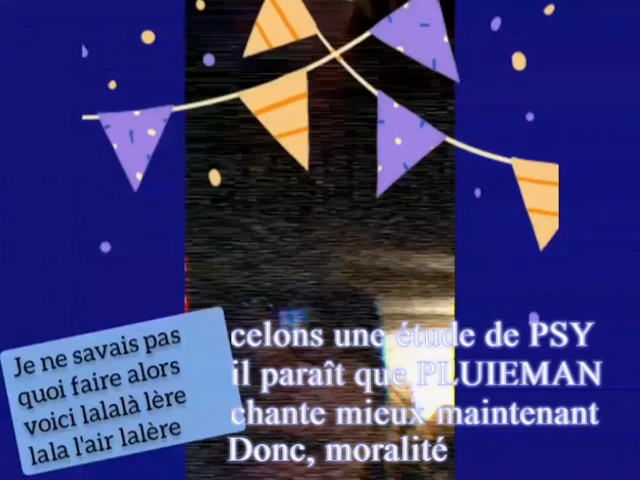 Je ne savais pas
quoi faire alors
voici lalalà lère
lala l'air lalère
celons une étude de PSY
il paraît que PLUIEMAN
chante mieux maintenant
Donc, moralité